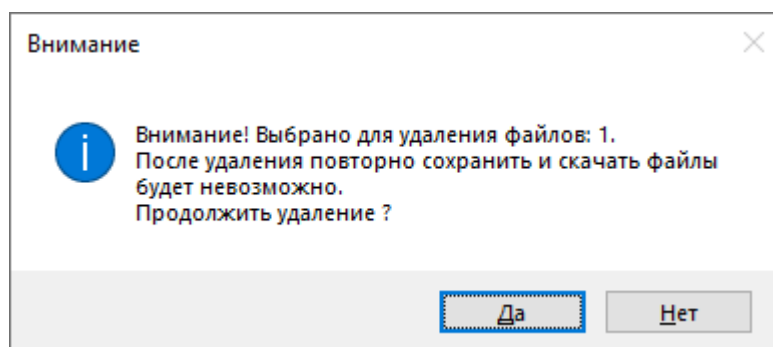 Внимание
Внимание! Выбрано для удаления файлов: 1.
После удаления повторно сохранить и скачать файлы
будет невозможно.
Продолжить удаление ?
Да
Нет